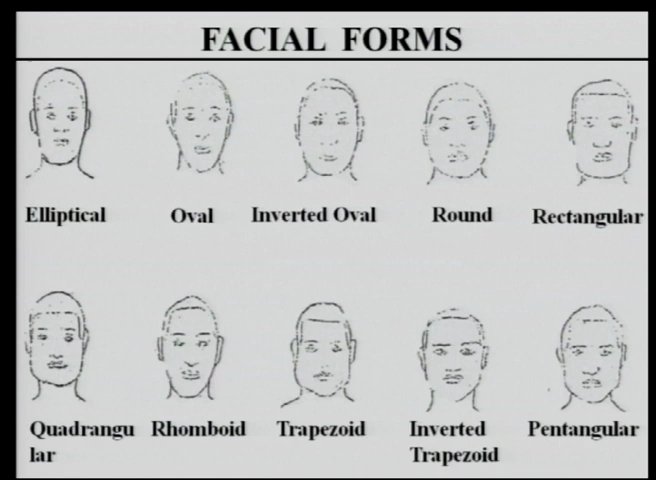 FACIAL FORMS
Elliptical Oval Inverted Oval Round Rectangular
Quadrangu Rhomboid Trapezoid Inverted Pentangular
lar Trapezoid